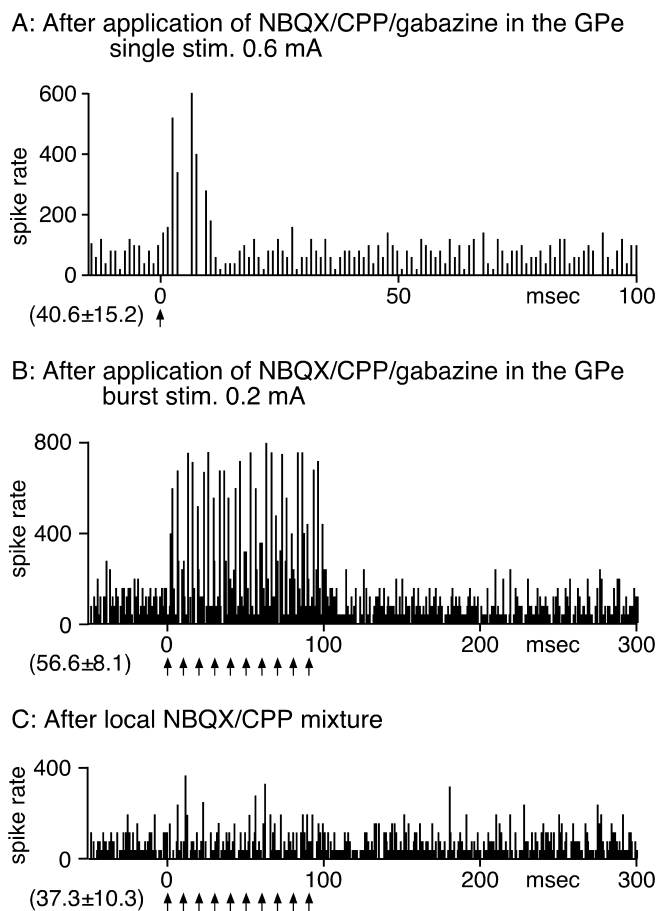 A: After application of NBQX/CPP/gabazine in the GPe
single stim. 0.6 mA
600
400
200
0
spike rate
0 50 msec 100
(40.6±15.2)
B: After application of NBQX/CPP/gabazine in the GPe
burst stim. 0.2 mA
800
400
0
spike rate
0 100 200 msec 300
(56.6±8.1)
C: After local NBQX/CPP mixture
400
0
spike rate
0 100 200 msec 300
(37.3±10.3)